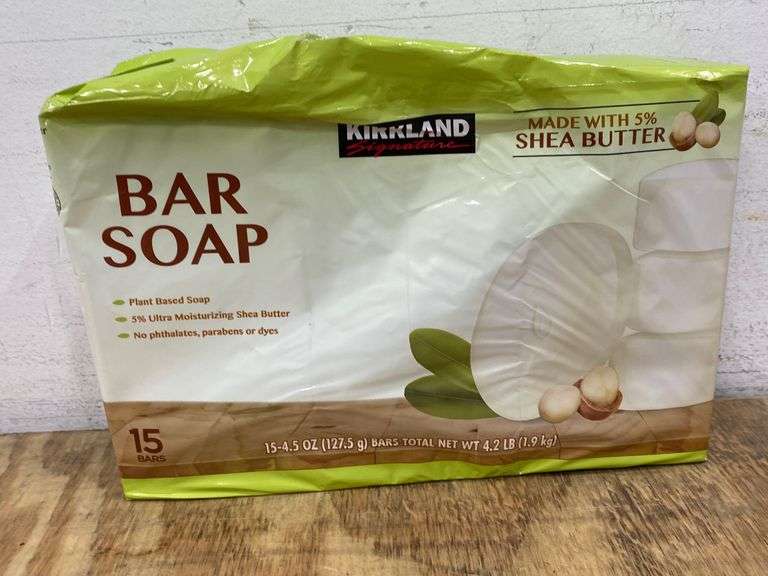 KIRKLAND
Signature
MADE WITH 5%
SHEA BUTTER
BAR
SOAP
Plant Based Soap
5% Ultra Moisturizing Shea Butter
No phthalates, parabens or dyes
15
BARS
15-4.5 OZ (127.5 g) BARS TOTAL NET WT 4.2 LB (1.9 kg)